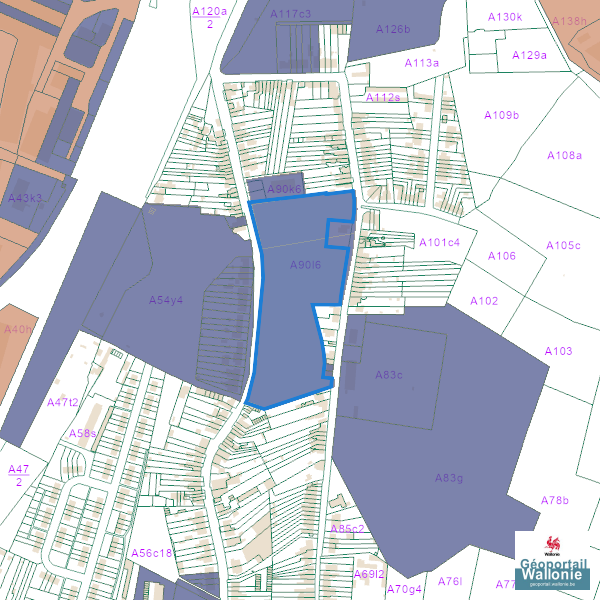 A120a
2
A117c3
A126b
A130k
A138h
A129a
A113a
A112s
A109b
A108a
A43k3
A90k6
A101c4
A106
A105c
A90l6
A54y4
A102
A40h
A103
A83c
A47t2
A58s
A47
2
A83g
A78b
A85c2
A56c18
A69l2
A70g4
A76l
A77
Wallonie
Géoportail
Wallonie
geoportail.wallonie.be